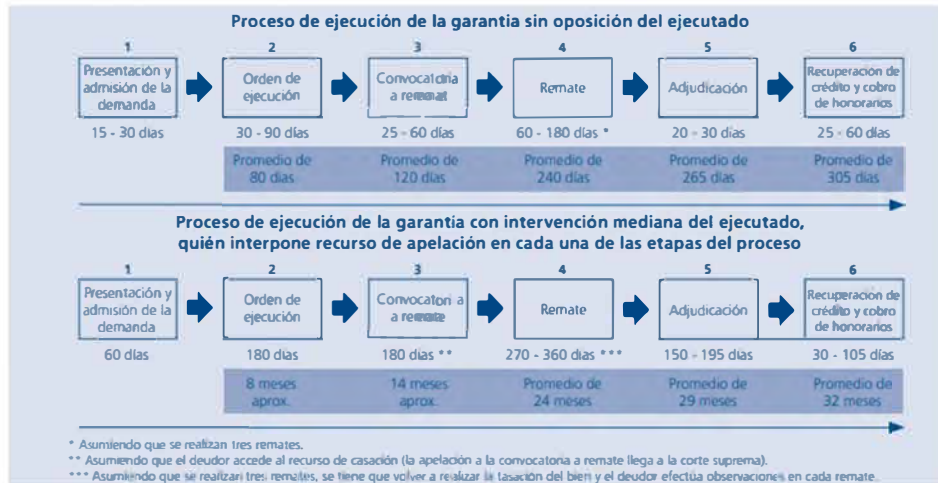 Proceso de ejecución de la garantia sin oposición del ejecutado
1 2 3 4 5 6
Presentación y admisión de la demanda
Orden de ejecución
Convocatoria a remate
Remate
Adjudicación
Recuperación de crédito y cobro de honorarios
15 - 30 días
30 - 90 días
25 - 60 días
60 - 180 días *
20 - 30 días
25 - 60 días
Promedio de 80 días
Promedio de 120 días
Promedio de 240 días
Promedio de 265 días
Promedio de 305 días
Proceso de ejecución de la garantía con intervención mediana del ejecutado,
quién interpone recurso de apelación en cada una de las etapas del proceso
1 2 3 4 5 6
Presentación y admisión de la demanda
Orden de ejecución
Convocatori a a remate
Remate
Adjudicación
Recuperación de crédito y cobro de honorarios
60 días
180 días
180 días **
270 - 360 días ***
150 - 195 días
30 - 105 días
8 meses aprox.
14 meses aprox.
Promedio de 24 meses
Promedio de 29 meses
Promedio de 32 meses
* Asumiendo que se realizan tres remates.
** Asumiendo que el deudor accede al recurso de casación (la apelación a la convocatoria a remate llega a la corte suprema).
*** Asumiendo que se realizan tres remates, se tiene que volver a realizar la tasación del bien y el deudor efectúa observaciones en cada remate.